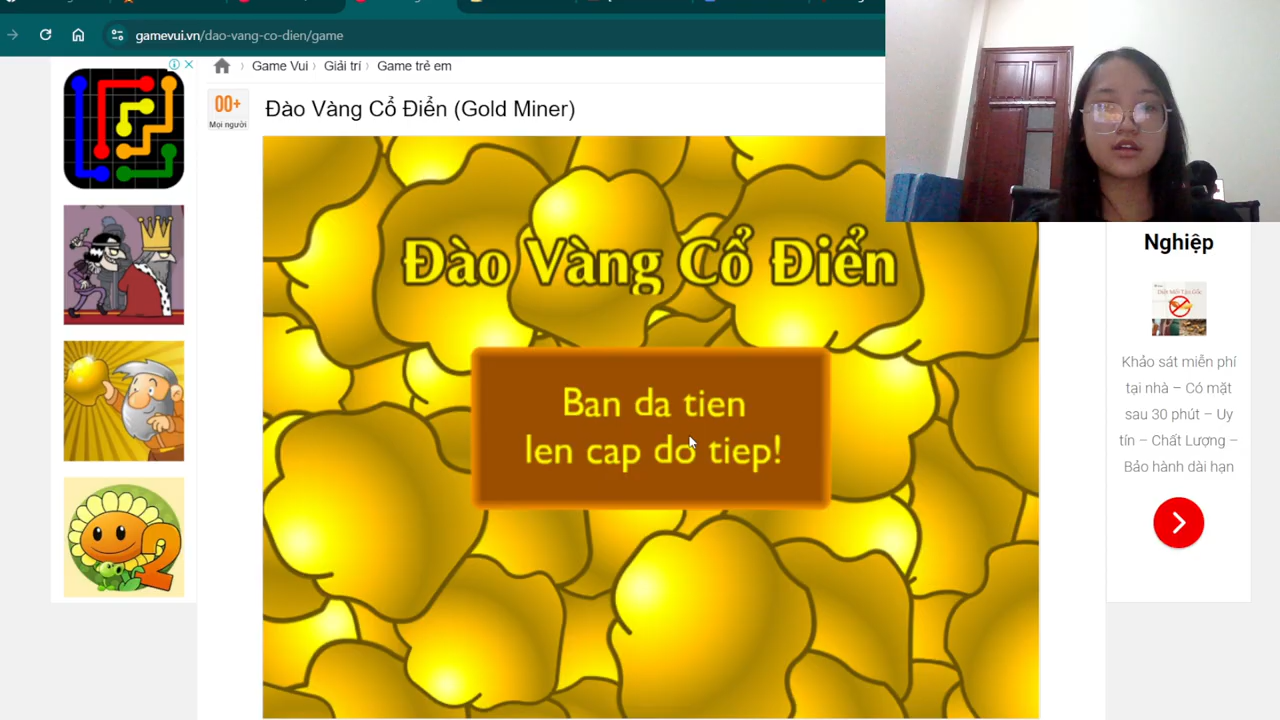 gamevui.vn/dao-vang-co-dien/game
Game Vui
Giải trí
Game trẻ em
00+
Mọi người
Đào Vàng Cổ Điển (Gold Miner)
Đào Vàng Cổ Điển
Ban da tien
len cap do tiep!
2
Nghiệp
Khảo sát miễn phí
tại nhà – Có mặt
sau 30 phút – Uy
tín – Chất Lượng –
Bảo hành dài hạn